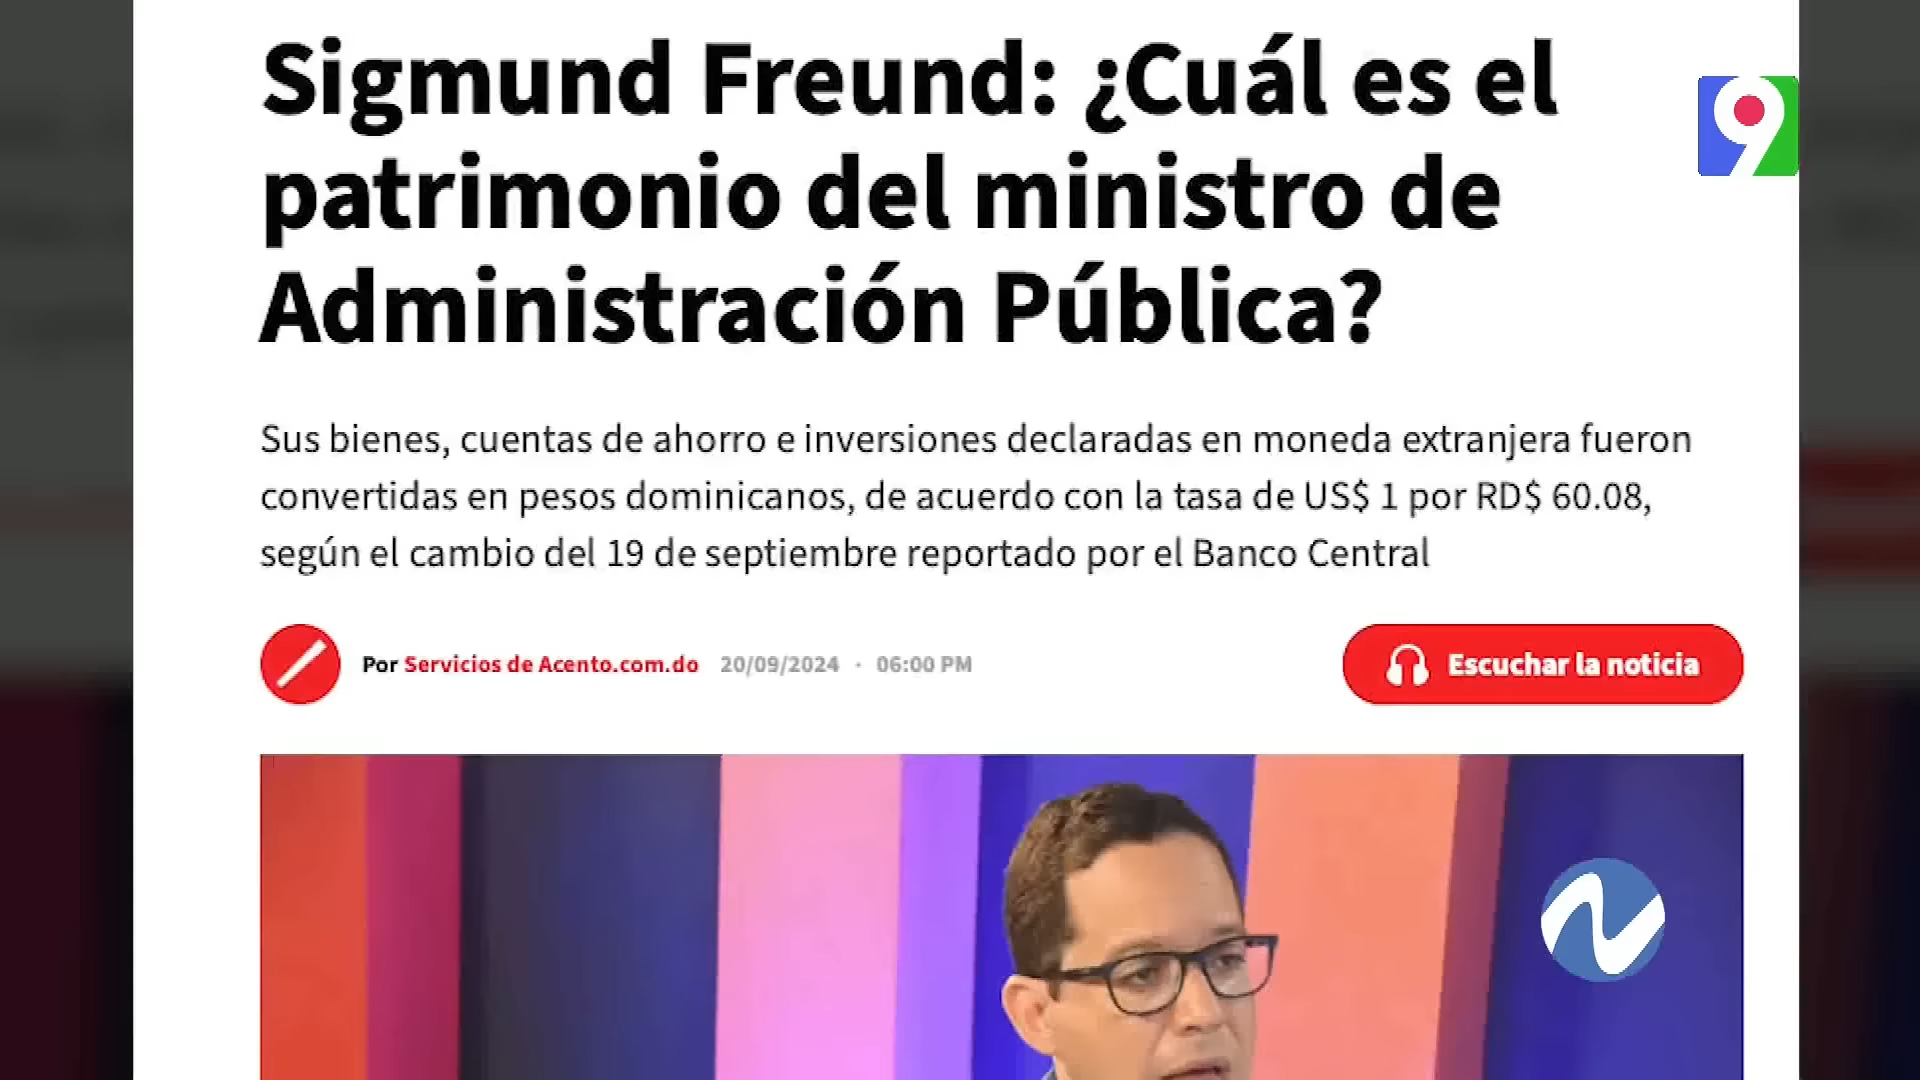 Sigmund Freund: ¿Cuál es el
patrimonio del ministro de
Administración Pública?
9
Sus bienes, cuentas de ahorro e inversiones declaradas en moneda extranjera fueron
convertidas en pesos dominicanos, de acuerdo con la tasa de US$ 1 por RD$ 60.08,
según el cambio del 19 de septiembre reportado por el Banco Central
Por Servicios de Acento.com.do 20/09/2024 · 06:00 PM
Escuchar la noticia